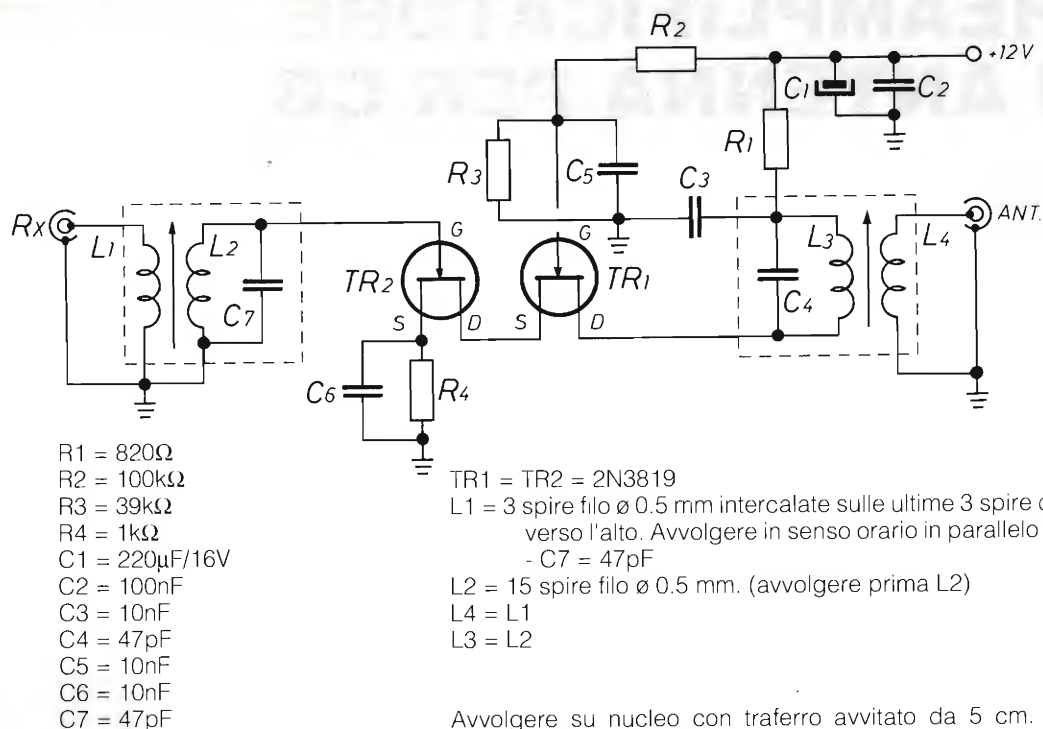 R2
+12V
C1
C2
R1
R3
C5
C3
Rx
L1
L2
C7
G
TR2
S
D
G
TR1
S
D
L3
C4
L4
ANT.
C6
R4
R1 = 820Ω
R2 = 100kΩ
R3 = 39kΩ
R4 = 1kΩ
C1 = 220µF/16V
C2 = 100nF
C3 = 10nF
C4 = 47pF
C5 = 10nF
C6 = 10nF
C7 = 47pF
TR1 = TR2 = 2N3819
L1 = 3 spire filo ø 0.5 mm intercalate sulle ultime 3 spire
verso l'alto. Avvolgere in senso orario in parallelo
- C7 = 47pF
L2 = 15 spire filo ø 0.5 mm. (avvolgere prima L2)
L4 = L1
L3 = L2
Avvolgere su nucleo con traferro avvitato da 5 cm.